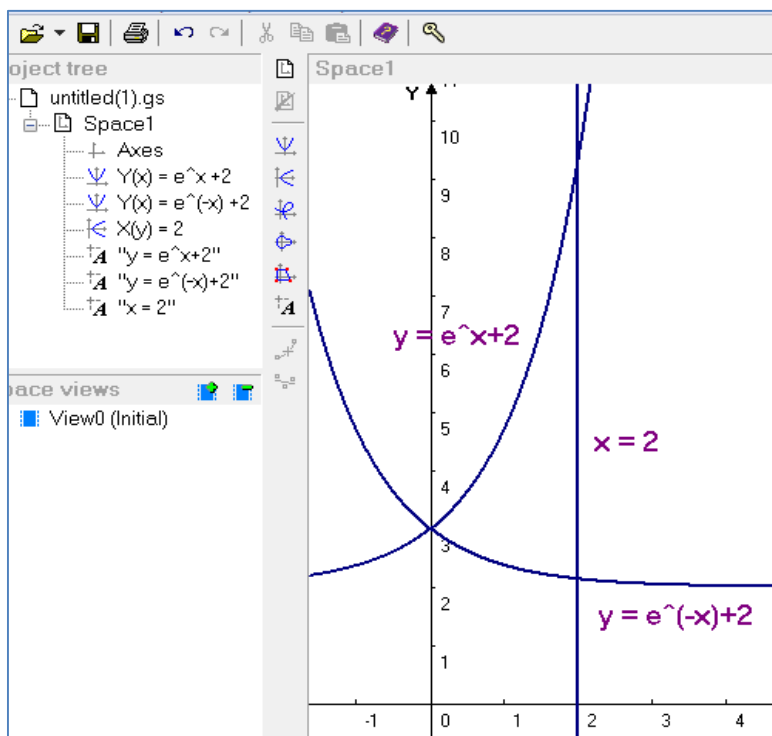 oject tree
untitled(1).gs
Space1
Axes
Y(x) = e^x +2
Y(x) = e^(-x) +2
X(y) = 2
"y = e^x+2"
"y = e^(-x)+2"
"x = 2"
pace views
View0 (Initial)
Space1
Y
10
9
8
7
y = e^x+2
6
5
x = 2
4
3
2
y = e^(-x)+2
1
-1 0 1 2 3 4